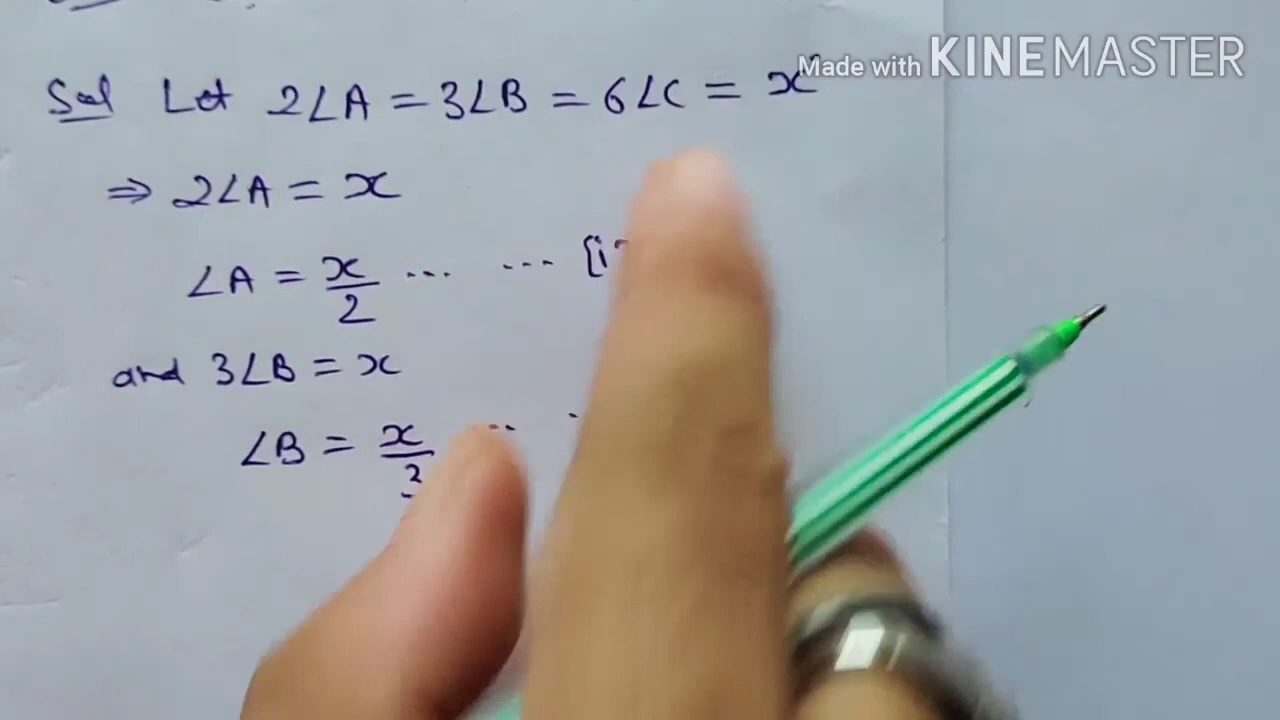 Made with KINEMASTER
Sol Let 2∠A = 3∠B = 6∠C = x
⇒ 2∠A = x
∠A = x/2 ... ... (i
and 3∠B = x
∠B = x/3 ..